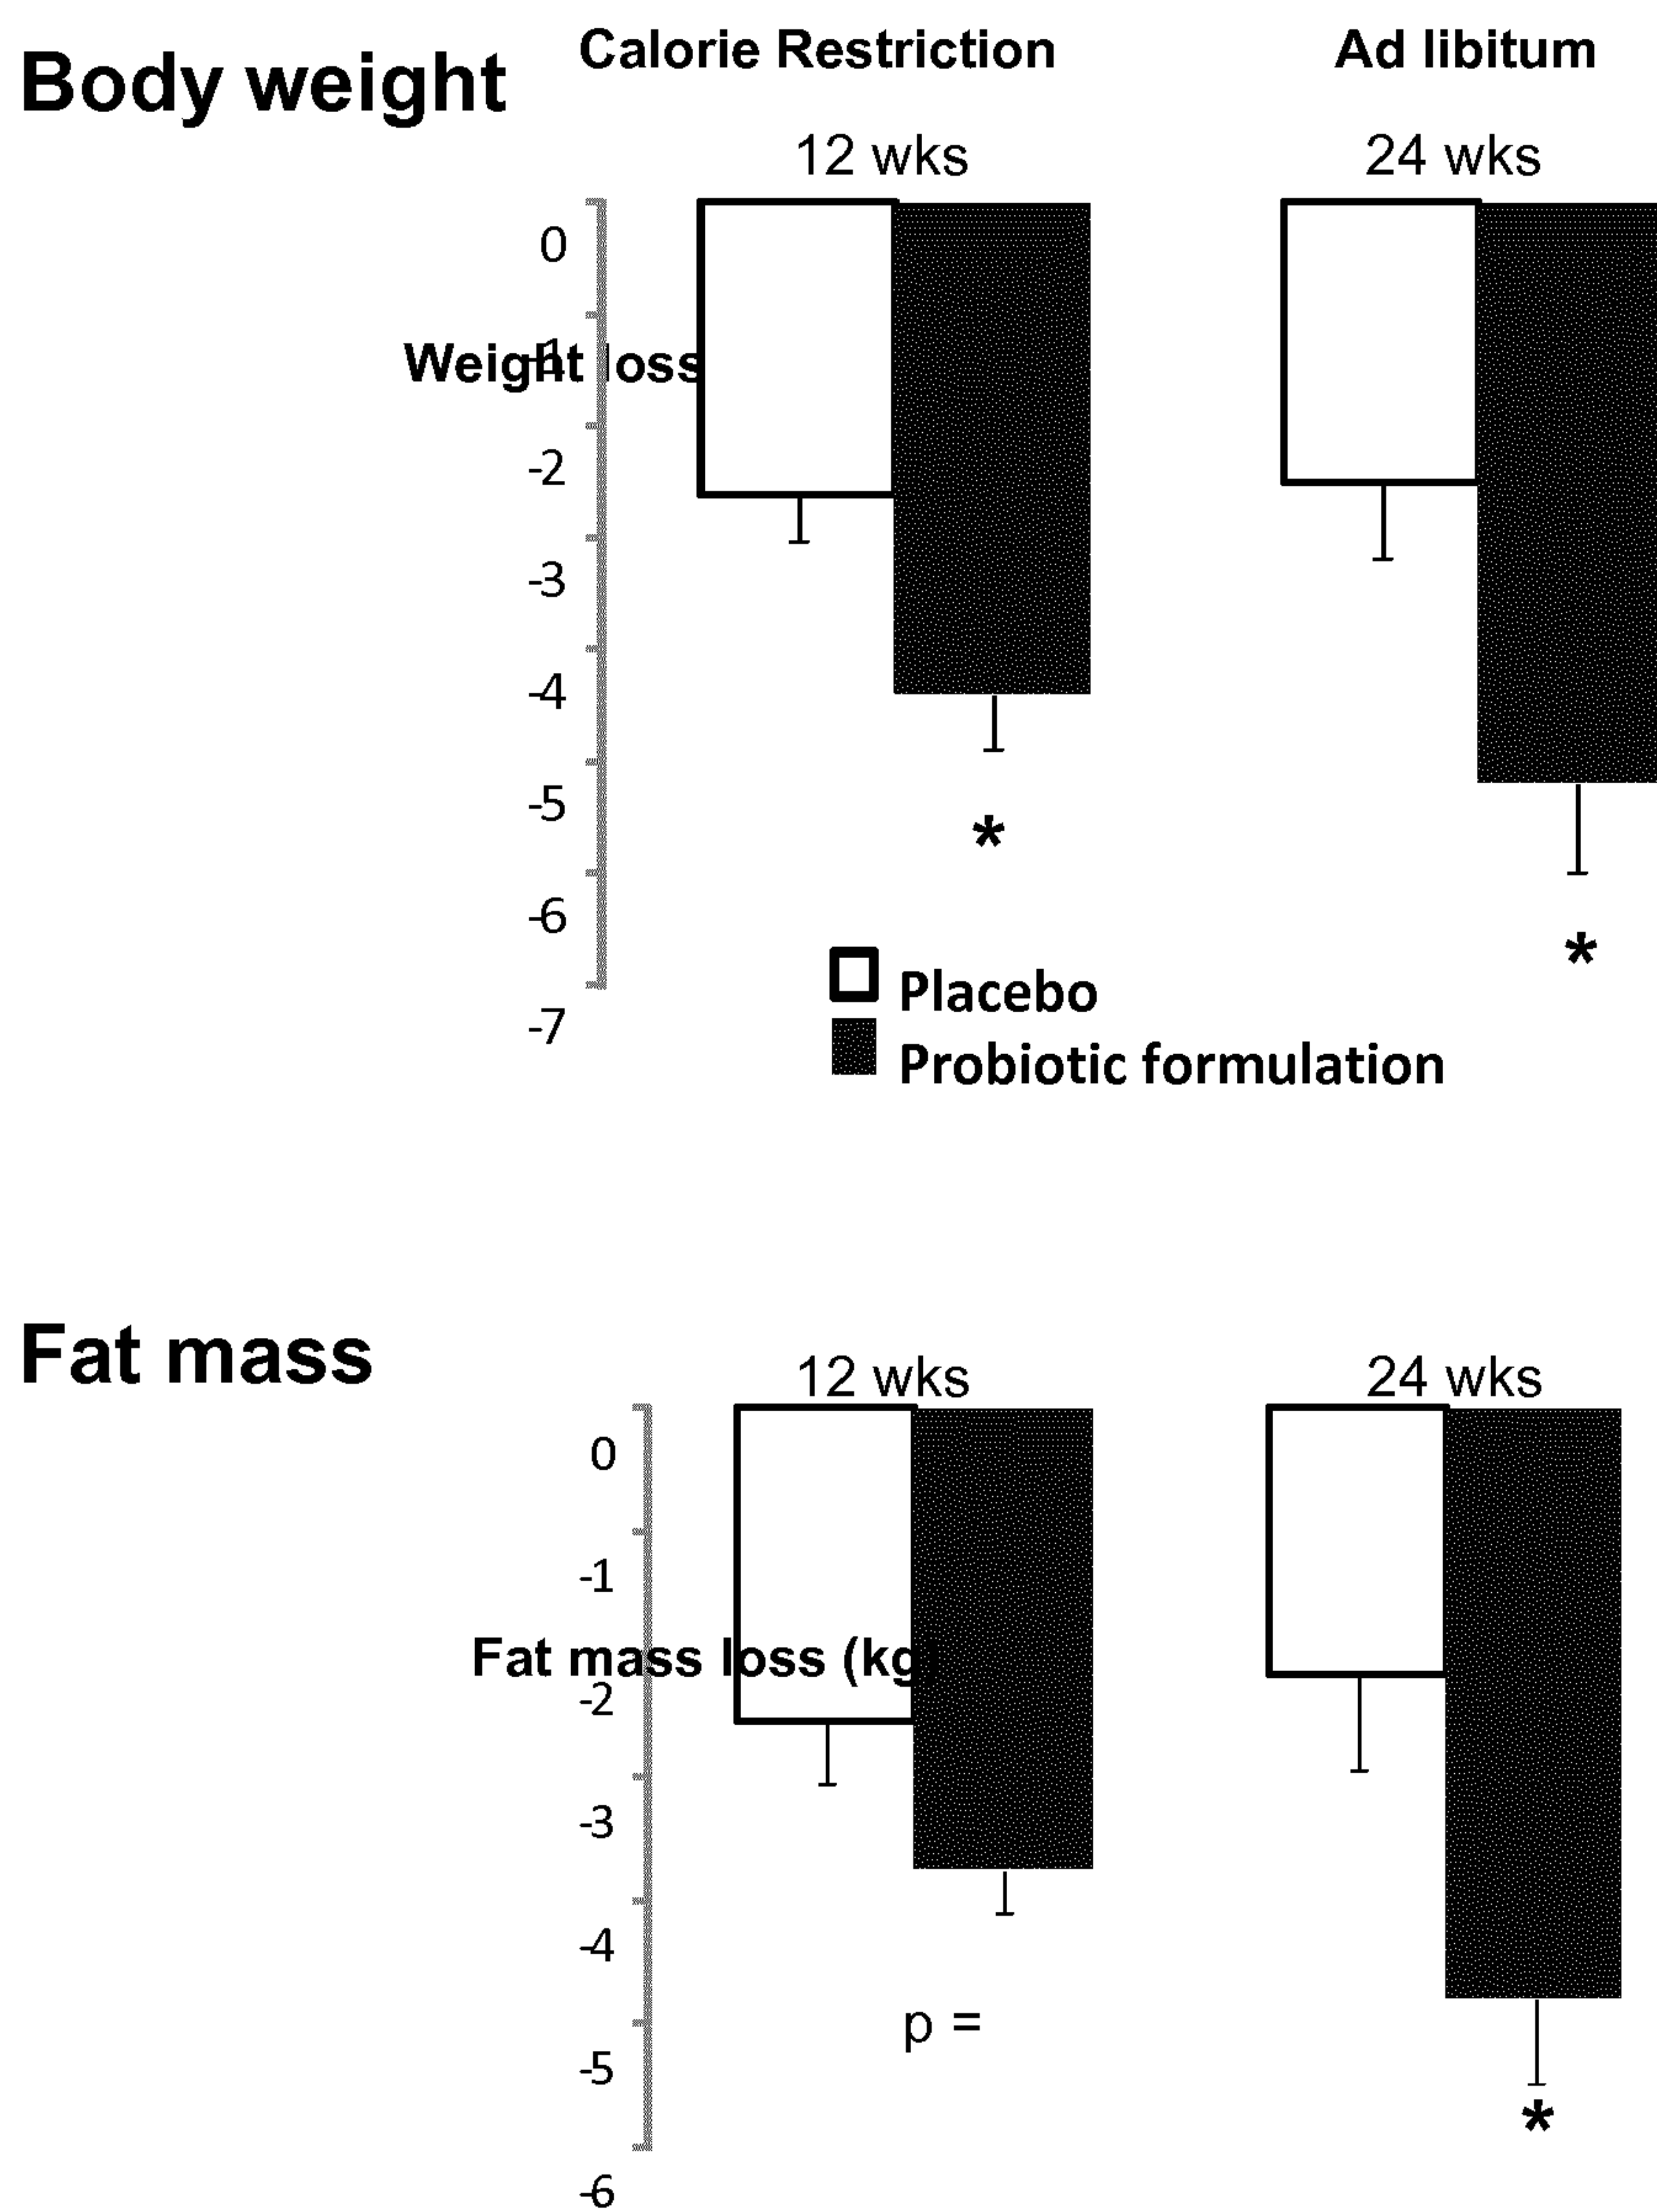 Body weight
Calorie Restriction
Ad libitum
12 wks
24 wks
0
-1
Weight loss
-2
-3
-4
-5
-6
-7
*
*
Placebo
Probiotic formulation
Fat mass
12 wks
24 wks
0
-1
Fat mass loss (kg)
-2
-3
-4
-5
-6
p =
*